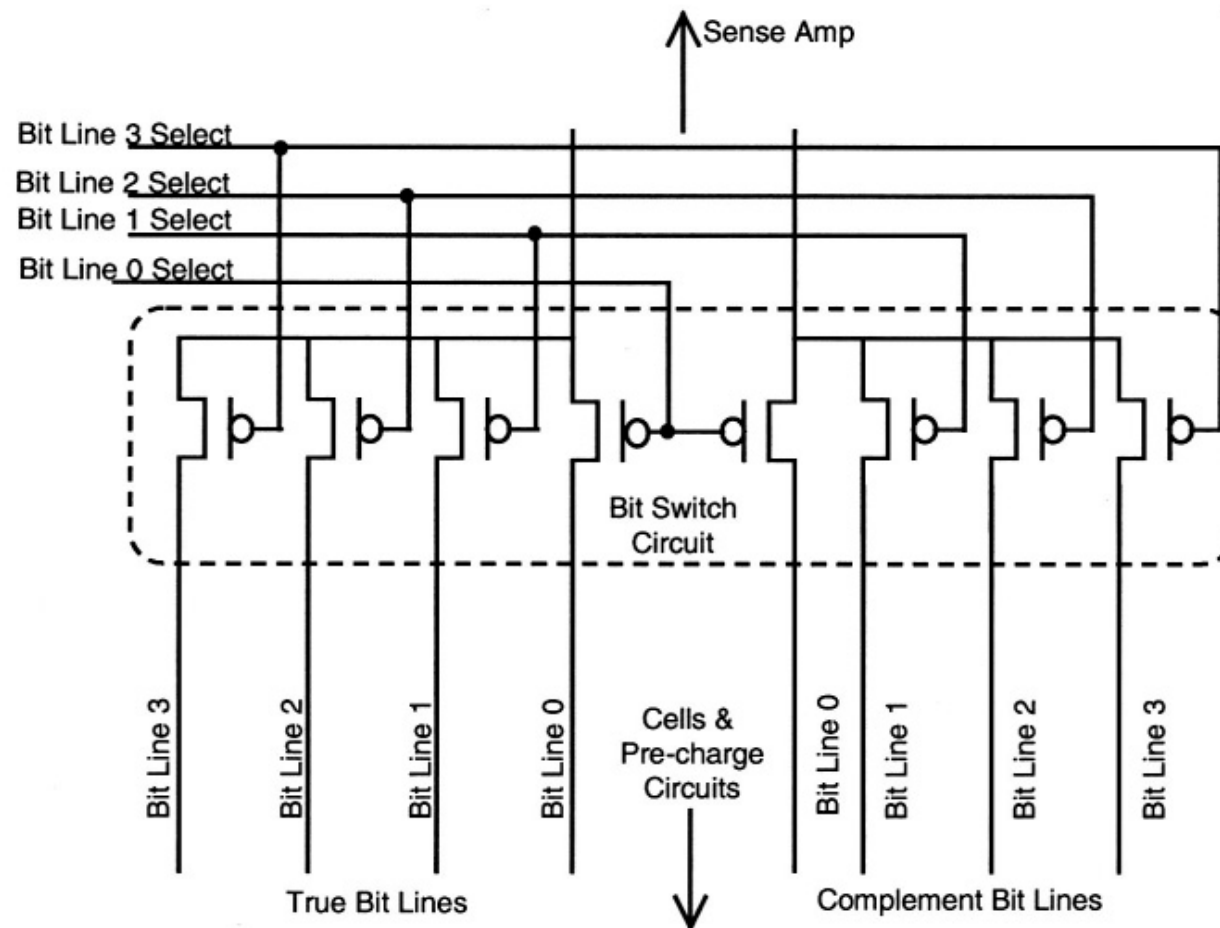 Sense Amp
Bit Line 3 Select
Bit Line 2 Select
Bit Line 1 Select
Bit Line 0 Select
Bit Switch
Circuit
Bit Line 3
Bit Line 2
Bit Line 1
Bit Line 0
Cells &
Pre-charge
Circuits
Bit Line 0
Bit Line 1
Bit Line 2
Bit Line 3
True Bit Lines
Complement Bit Lines